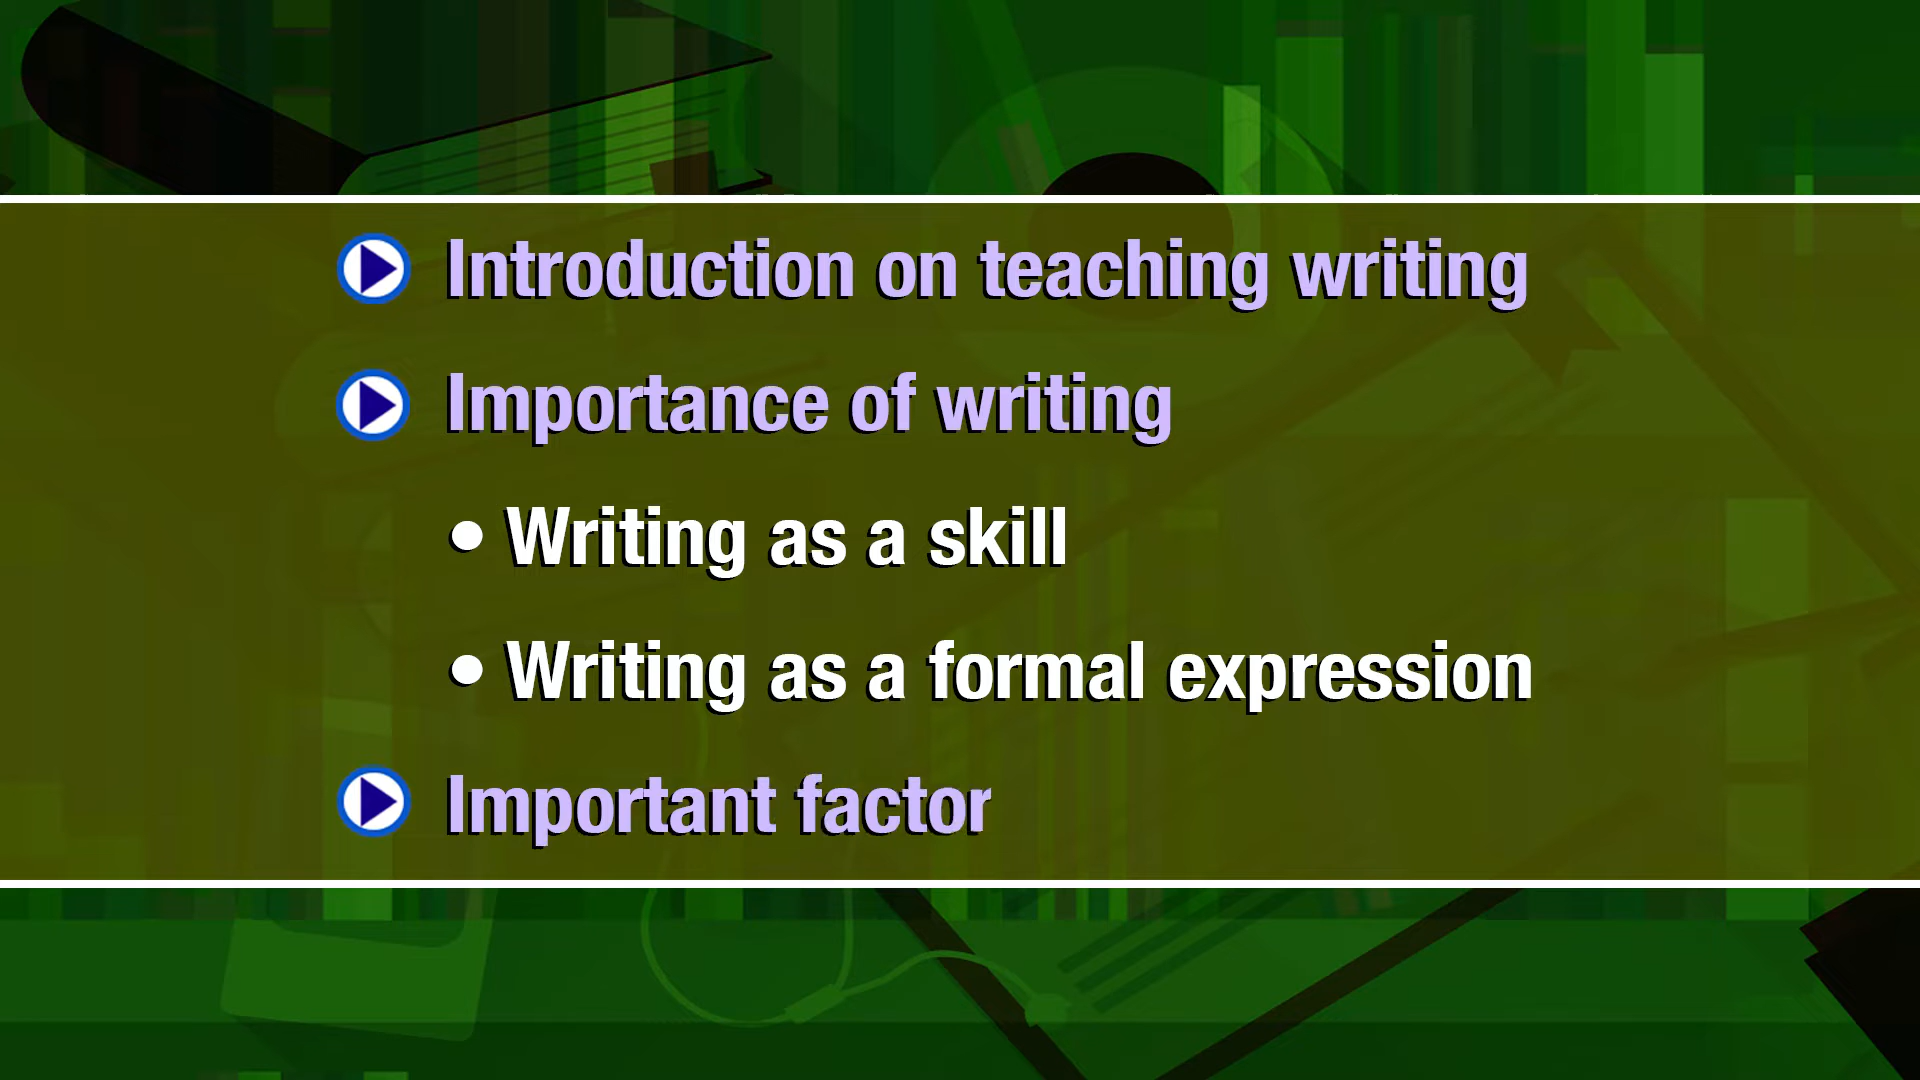 Introduction on teaching writing
Importance of writing
• Writing as a skill
• Writing as a formal expression
Important factor